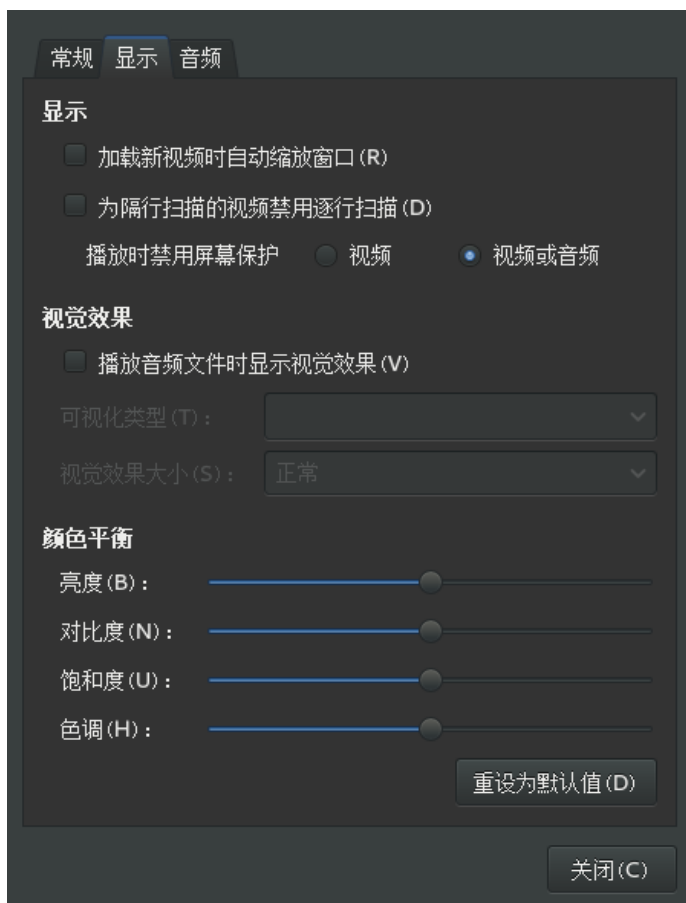 常规 显示 音频
显示
加载新视频时自动缩放窗口(R)
为隔行扫描的视频禁用逐行扫描(D)
播放时禁用屏幕保护 视频 视频或音频
视觉效果
播放音频文件时显示视觉效果(V)
可视化类型(T)：
视觉效果大小(S)： 正常
颜色平衡
亮度(B)：
对比度(N)：
饱和度(U)：
色调(H)：
重设为默认值(D)
关闭(C)